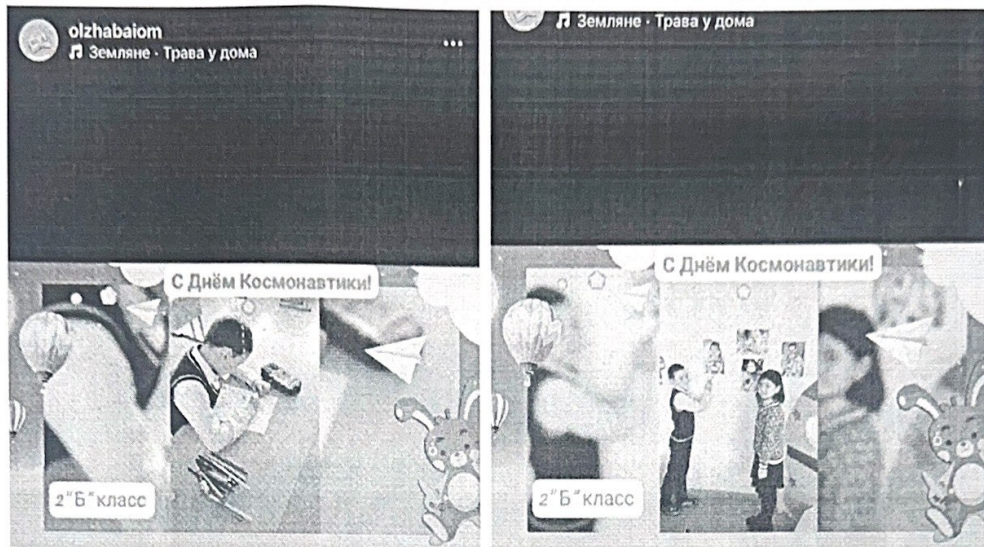 olzhabaiom
Земляне · Трава у дома
С Днём Космонавтики!
2"Б"класс
Земляне · Трава у дома
С Днём Космонавтики!
2"Б"класс